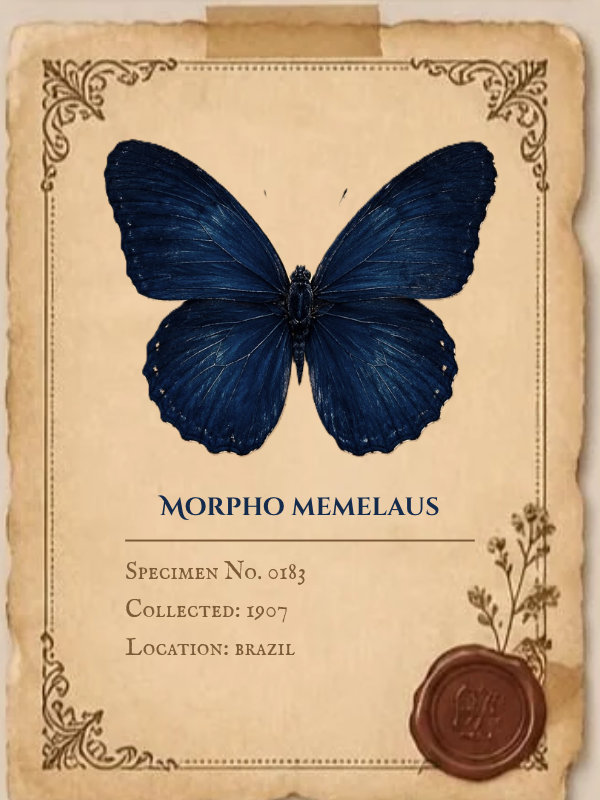 Morpho memelaus
Specimen No. 0183
Collected: 1907
Location: brazil